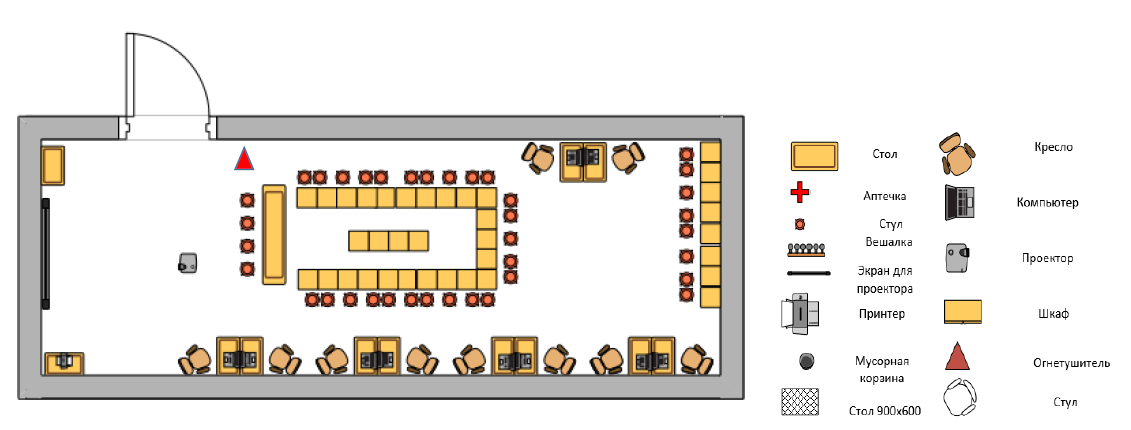 Стол
Кресло
Аптечка
Компьютер
Стул
Вешалка
Экран для
проектора
Проектор
Принтер
Шкаф
Мусорная
корзина
Огнетушитель
Стол 900х600
Стул